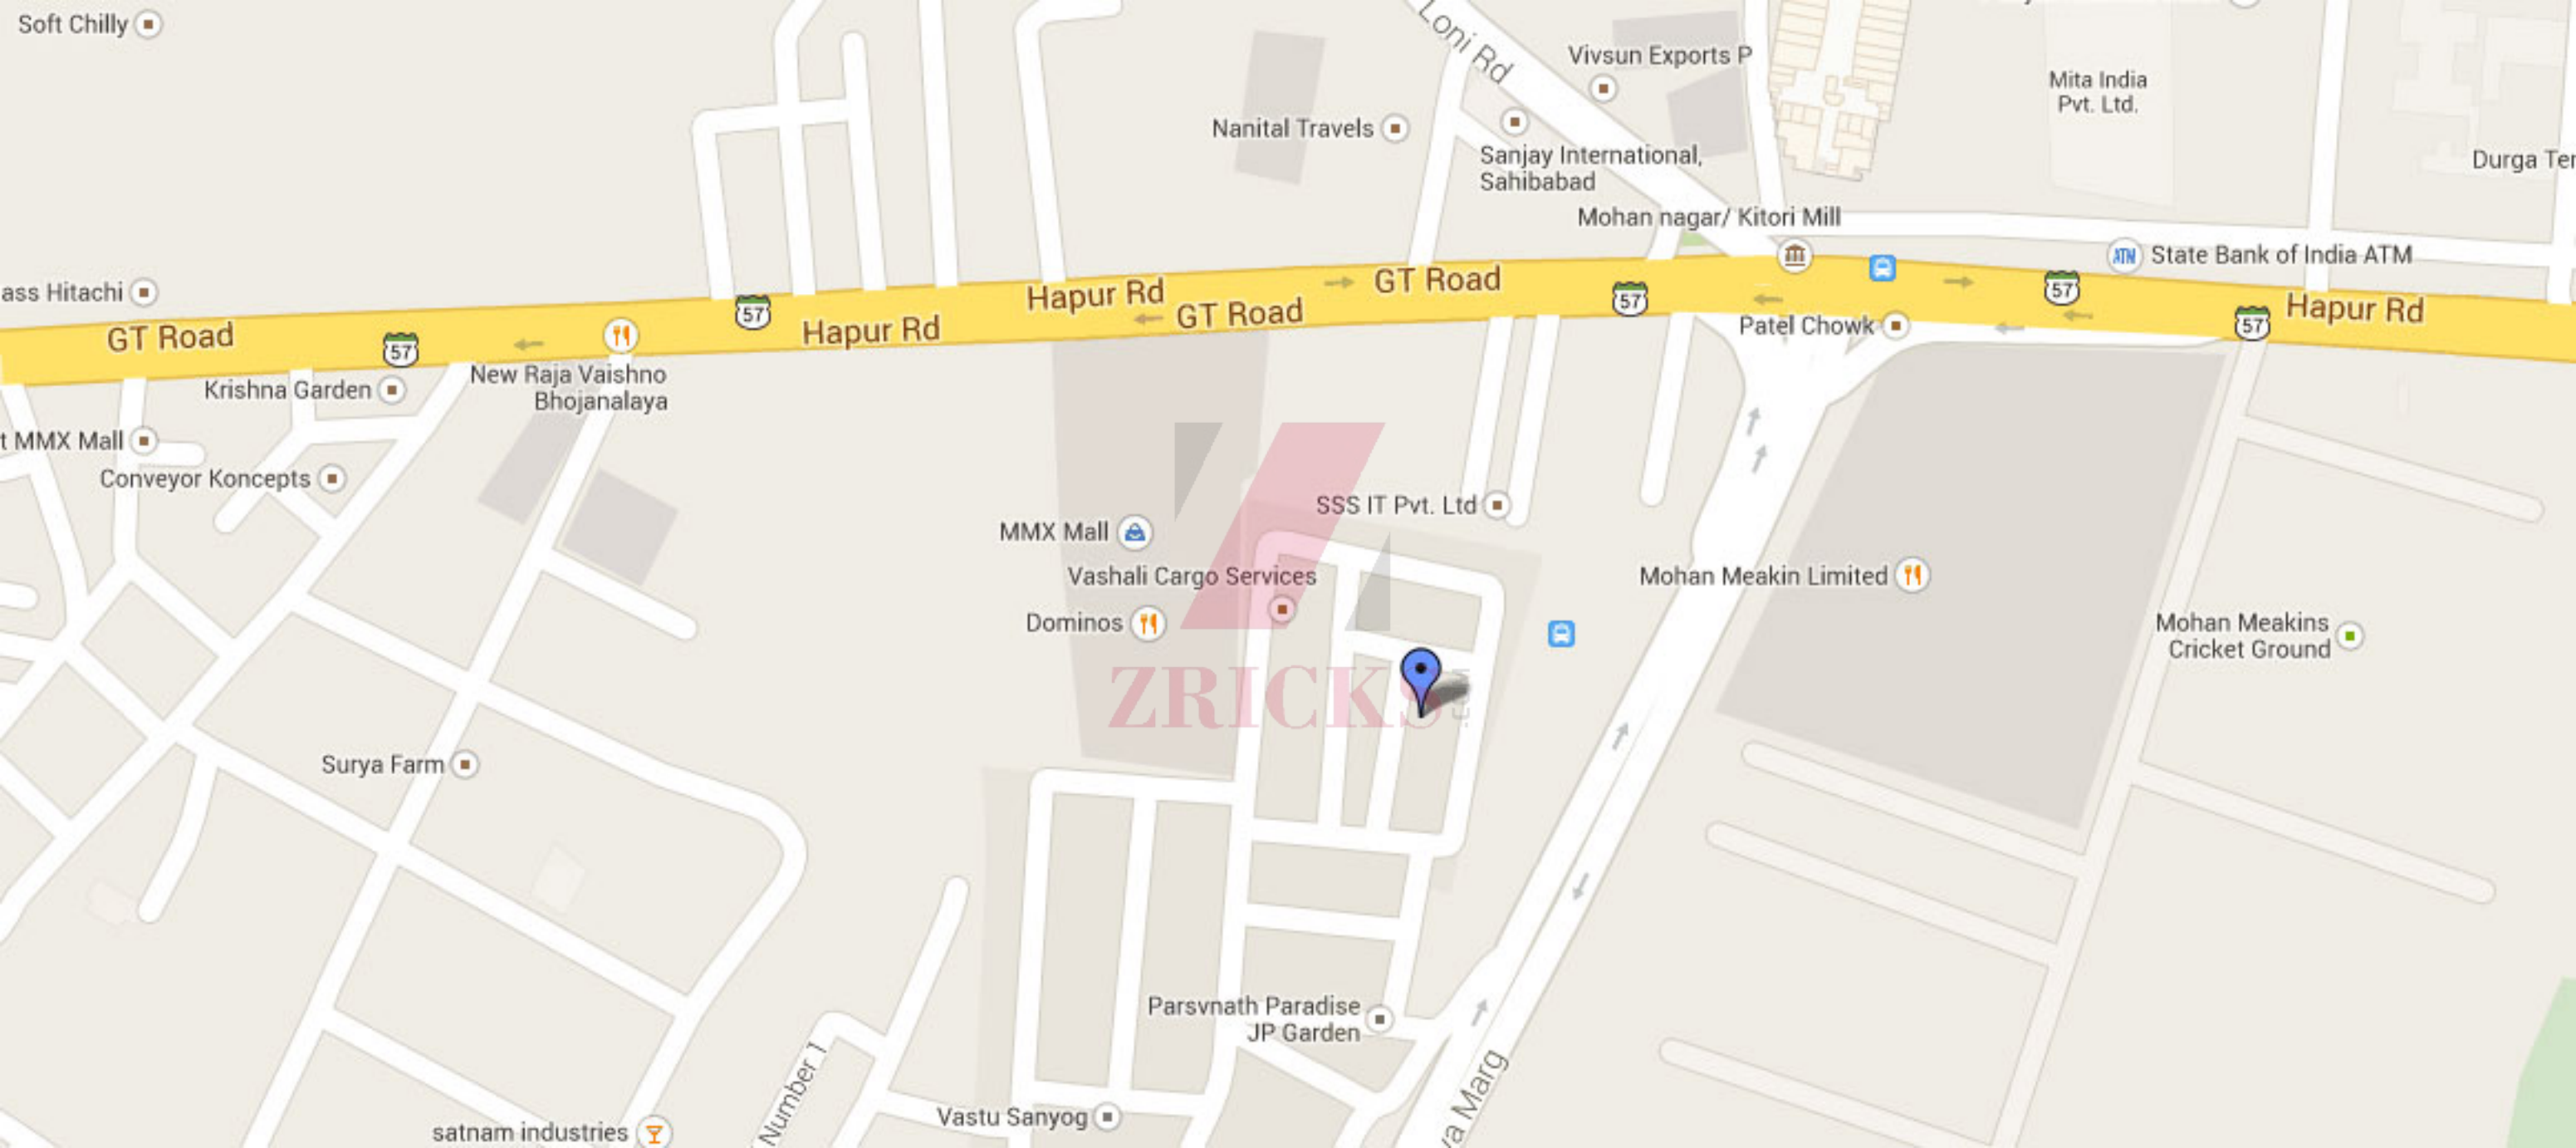 Soft Chilly
Loni Rd
Vivsun Exports P
Mita India
Pvt. Ltd.
Nanital Travels
Sanjay International,
Sahibabad
Durga Ter
Mohan nagar/ Kitori Mill
ATM
State Bank of India ATM
ass Hitachi
GT Road
57
57
Hapur Rd
Hapur Rd
GT Road
GT Road
57
57
57
Hapur Rd
Patel Chowk
Krishna Garden
New Raja Vaishno
Bhojanalaya
t MMX Mall
Conveyor Koncepts
SSS IT Pvt. Ltd
MMX Mall
Vashali Cargo Services
Dominos
Mohan Meakin Limited
Mohan Meakins
Cricket Ground
ZRICKS
.COM
Surya Farm
Parsvnath Paradise
JP Garden
Number 1
va Marg
Vastu Sanyog
satnam industries